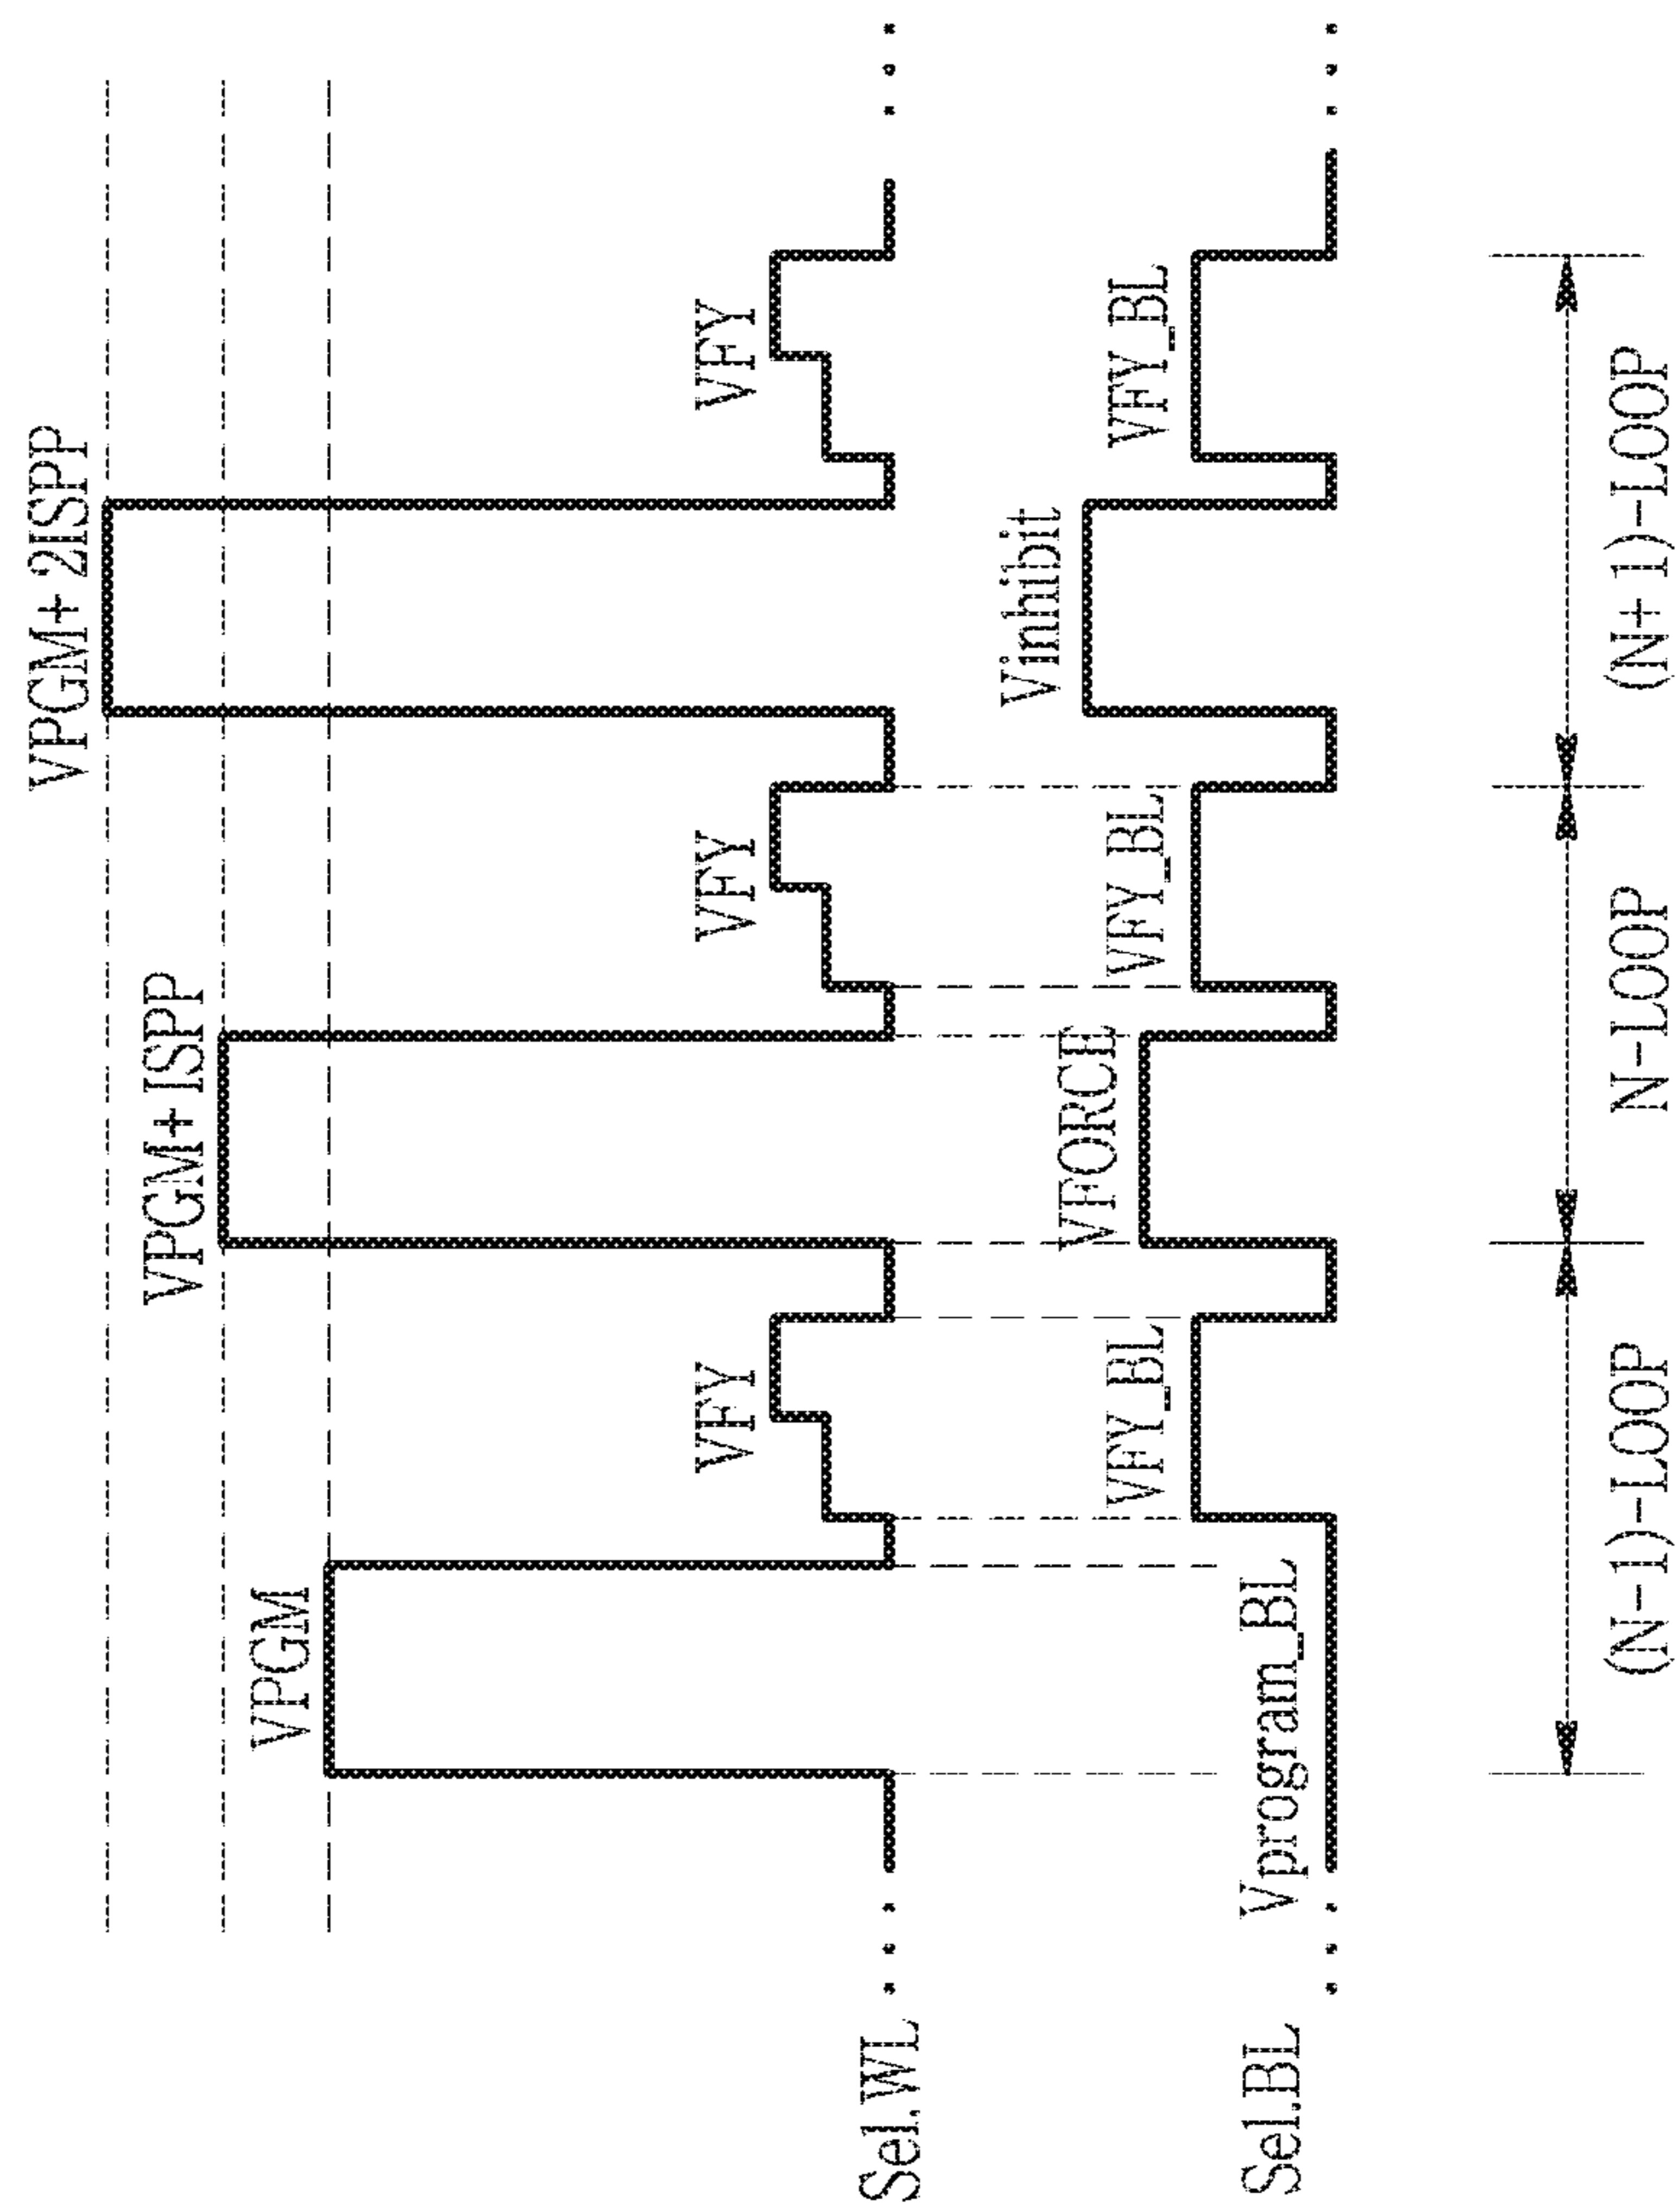 VPGM+2ISPP
VPGM+ISPP
VPGM
VFY
VFY
VFY
Sel.WL
Vinhibit
VFORCE
VFY_BL
VFY_BL
VFY_BL
Vprogram_BL
Sel.BL
(N-1)-LOOP
N-LOOP
(N+1)-LOOP